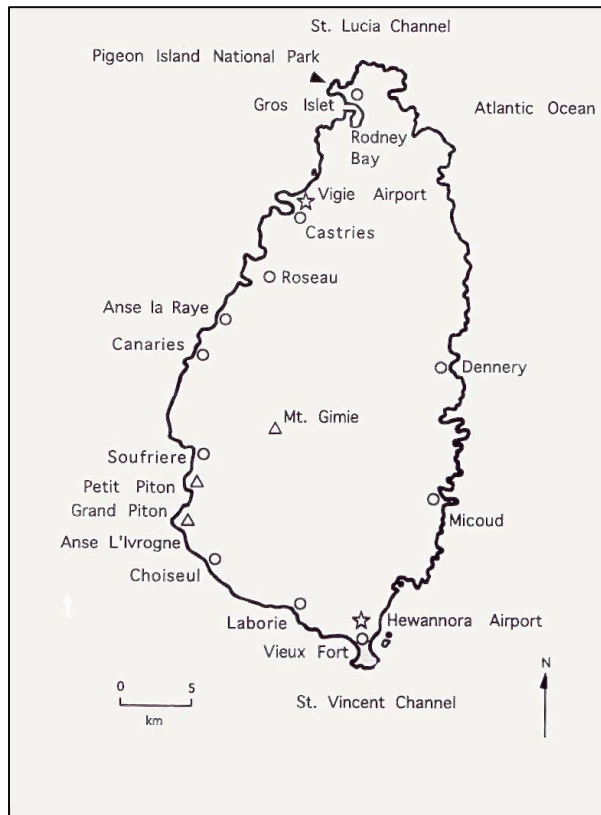 St. Lucia Channel
Pigeon Island National Park
Gros Islet
Atlantic Ocean
Rodney
Bay
Vigie Airport
Castries
Roseau
Anse la Raye
Canaries
Dennery
Mt. Gimie
Soufriere
Petit Piton
Grand Piton
Micoud
Anse L'Ivrogne
Choiseul
t
Laborie
Hewannora Airport
Vieux Fort
0 5
km
St. Vincent Channel
N